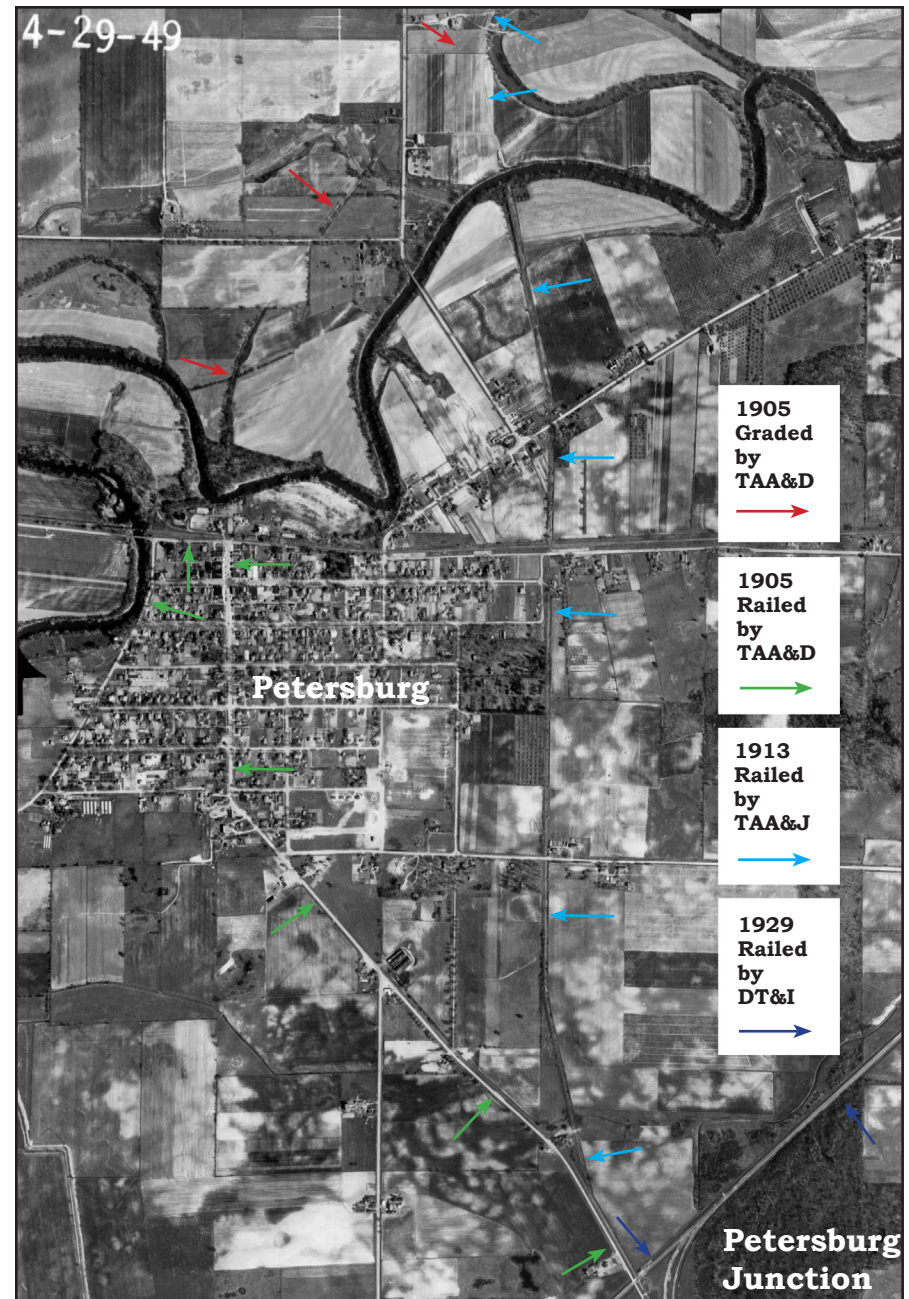 4-29-49
1905
Graded
by
TAA&D
1905
Railed
by
TAA&D
Petersburg
1913
Railed
by
TAA&J
1929
Railed
by
DT&I
Petersburg
Junction